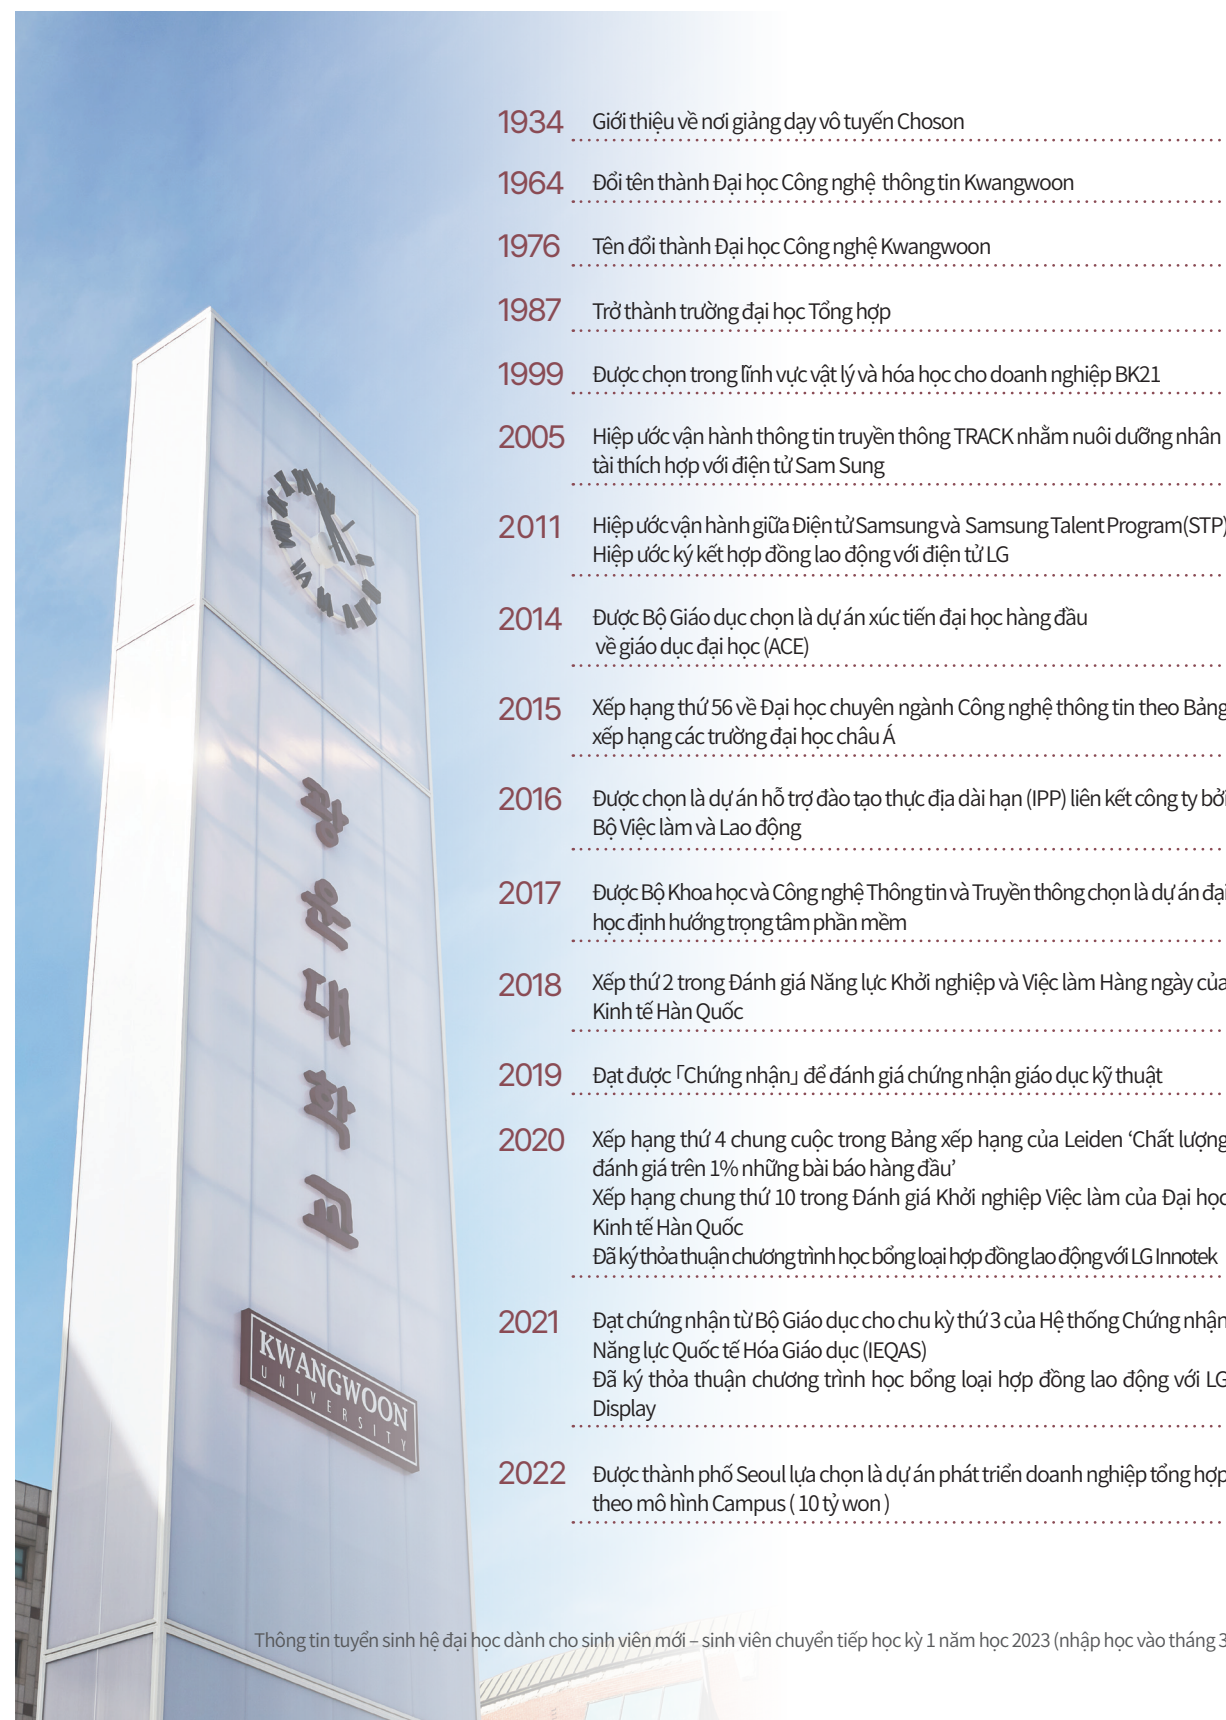 1934 Giới thiệu về nơi giảng dạy vô tuyến Choson
1964 Đổi tên thành Đại học Công nghệ thông tin Kwangwoon
1976 Tên đổi thành Đại học Công nghệ Kwangwoon
1987 Trở thành trường đại học Tổng hợp
1999 Được chọn trong lĩnh vực vật lý và hóa học cho doanh nghiệp BK21
2005 Hiệp ước vận hành thông tin truyền thông TRACK nhằm nuôi dưỡng nhân
tài thích hợp với điện tử Sam Sung
2011 Hiệp ước vận hành giữa Điện tử Samsung và Samsung Talent Program(STP)
Hiệp ước ký kết hợp đồng lao động với điện tử LG
2014 Được Bộ Giáo dục chọn là dự án xúc tiến đại học hàng đầu
về giáo dục đại học (ACE)
2015 Xếp hạng thứ 56 về Đại học chuyên ngành Công nghệ thông tin theo Bảng
xếp hạng các trường đại học châu Á
2016 Được chọn là dự án hỗ trợ đào tạo thực địa dài hạn (IPP) liên kết công ty bởi
Bộ Việc làm và Lao động
2017 Được Bộ Khoa học và Công nghệ Thông tin và Truyền thông chọn là dự án đại
học định hướng trọng tâm phần mềm
2018 Xếp thứ 2 trong Đánh giá Năng lực Khởi nghiệp và Việc làm Hàng ngày của
Kinh tế Hàn Quốc
2019 Đạt được「Chứng nhận」để đánh giá chứng nhận giáo dục kỹ thuật
2020 Xếp hạng thứ 4 chung cuộc trong Bảng xếp hạng của Leiden ‘Chất lượng
đánh giá trên 1% những bài báo hàng đầu’
Xếp hạng chung thứ 10 trong Đánh giá Khởi nghiệp Việc làm của Đại học
Kinh tế Hàn Quốc
Đã ký thỏa thuận chương trình học bổng loại hợp đồng lao động với LG Innotek
2021 Đạt chứng nhận từ Bộ Giáo dục cho chu kỳ thứ 3 của Hệ thống Chứng nhận
Năng lực Quốc tế Hóa Giáo dục (IEQAS)
Đã ký thỏa thuận chương trình học bổng loại hợp đồng lao động với LG
Display
2022 Được thành phố Seoul lựa chọn là dự án phát triển doanh nghiệp tổng hợp
theo mô hình Campus ( 10 tỷ won )
광운대학교
KWANGWOON
UNIVERSITY
Thông tin tuyển sinh hệ đại học dành cho sinh viên mới – sinh viên chuyển tiếp học kỳ 1 năm học 2023 (nhập học vào tháng 3